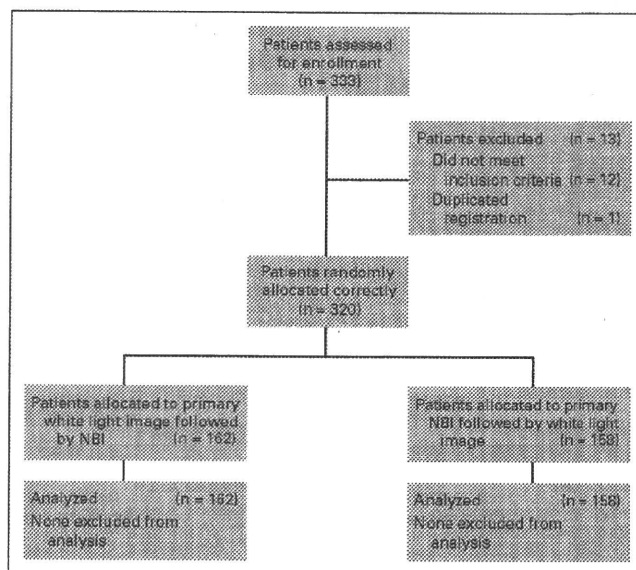 Patients assessed
for enrollment
(n = 333)
Patients excluded (n = 13)
Did not meet
inclusion criteria (n = 12)
Duplicated
registration (n = 1)
Patients randomly
allocated correctly
(n = 320)
Patients allocated to primary
white light image followed
by NBI (n = 162)
Patients allocated to primary
NBI followed by white light
image (n = 158)
Analyzed (n = 162)
None excluded from
analysis
Analyzed (n = 158)
None excluded from
analysis